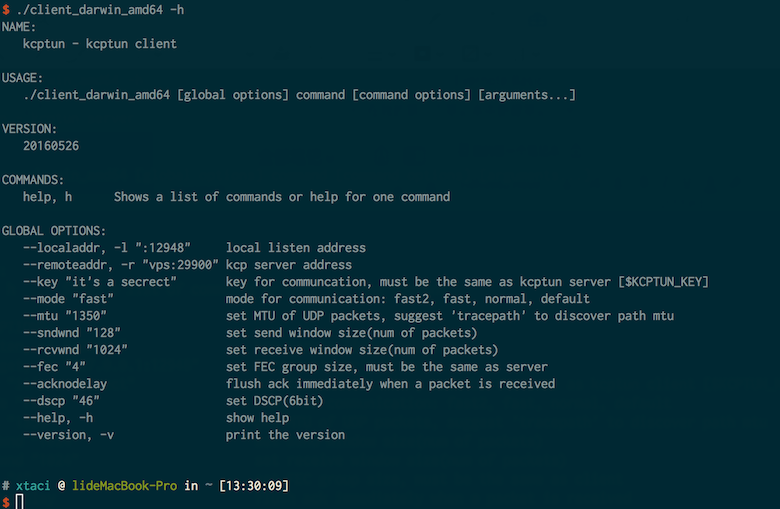 $ ./client_darwin_amd64 -h
NAME:
   kcptun - kcptun client

USAGE:
   ./client_darwin_amd64 [global options] command [command options] [arguments...]

VERSION:
   20160526

COMMANDS:
   help, h      Shows a list of commands or help for one command

GLOBAL OPTIONS:
   --localaddr, -l ":12948"     local listen address
   --remoteaddr, -r "vps:29900" kcp server address
   --key "it's a secrect"       key for communcation, must be the same as kcptun server [$KCPTUN_KEY]
   --mode "fast"                mode for communication: fast2, fast, normal, default
   --mtu "1350"                 set MTU of UDP packets, suggest 'tracepath' to discover path mtu
   --sndwnd "128"               set send window size(num of packets)
   --rcvwnd "1024"              set receive window size(num of packets)
   --fec "4"                    set FEC group size, must be the same as server
   --acknodelay                 flush ack immediately when a packet is received
   --dscp "46"                  set DSCP(6bit)
   --help, -h                   show help
   --version, -v                print the version

# xtaci @ lideMacBook-Pro in ~ [13:30:09]
$